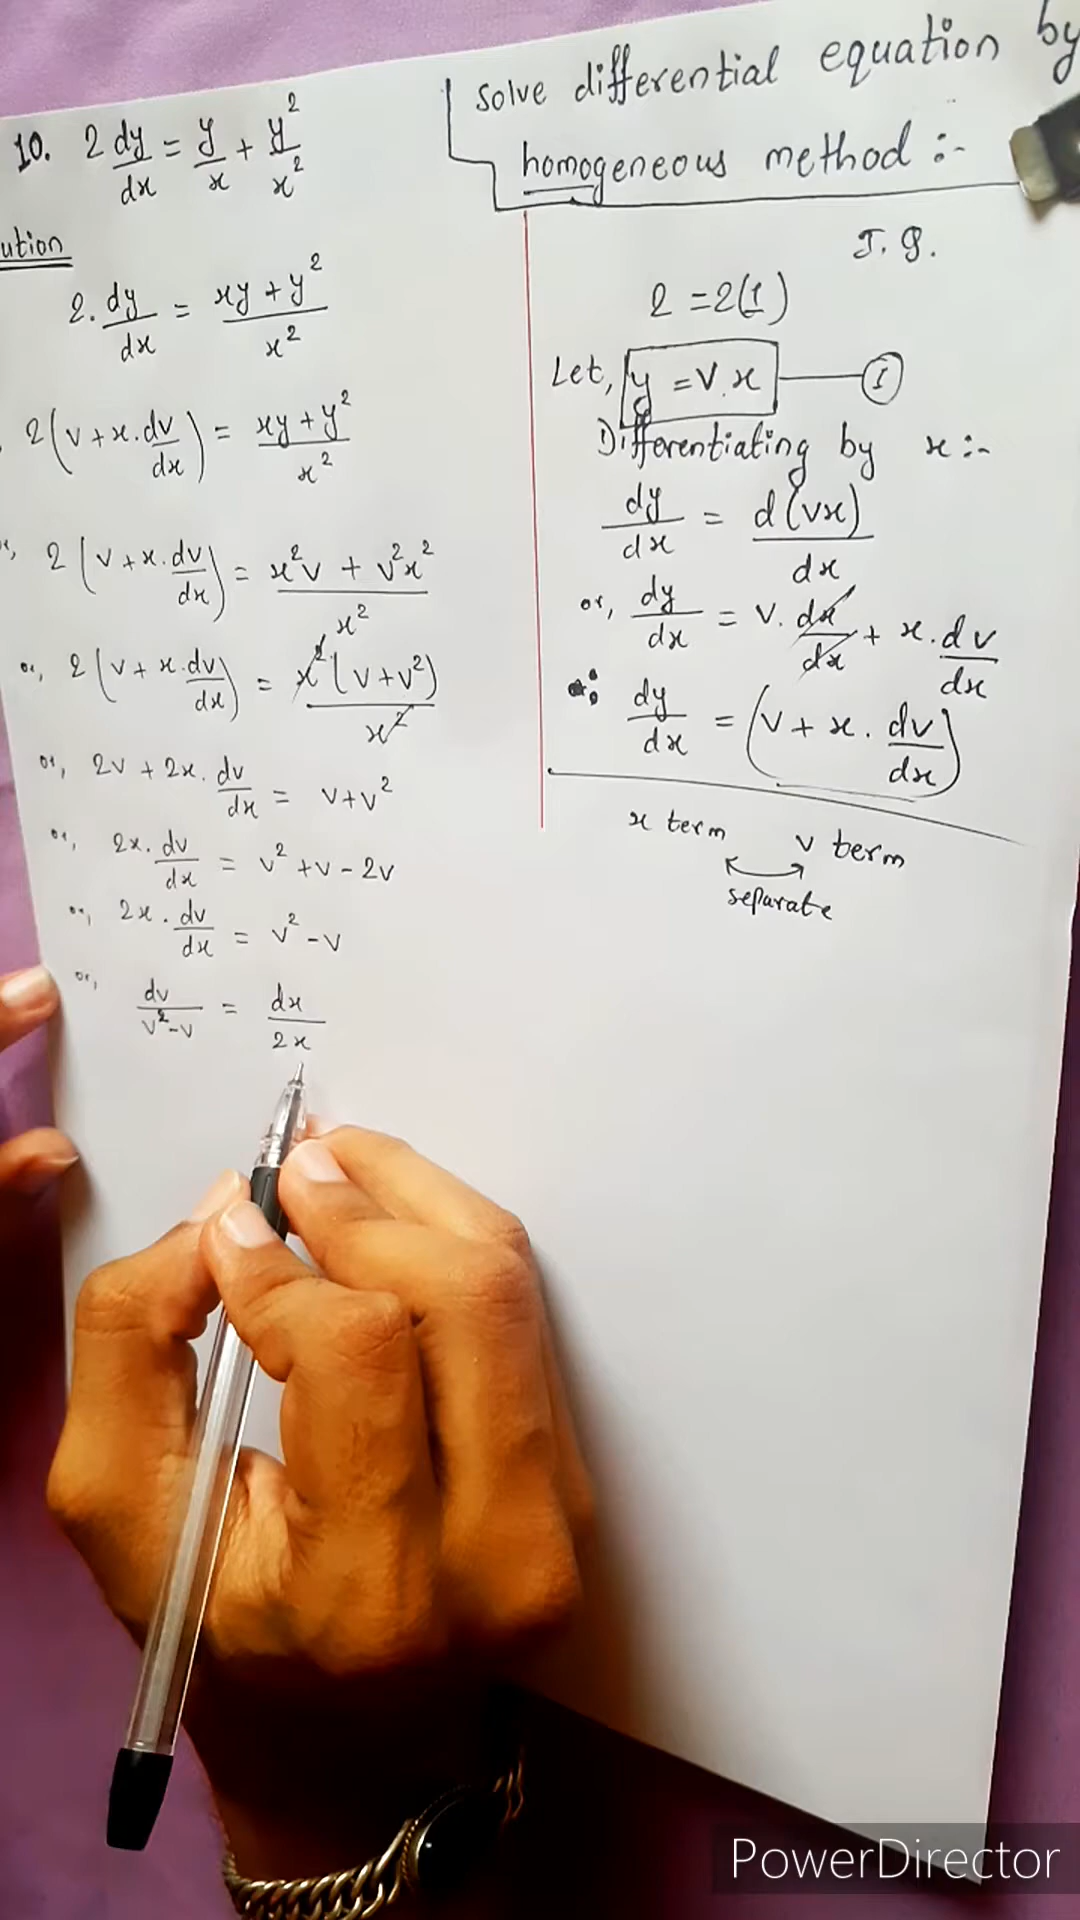 solve differential equation by
homogeneous method :-
10. 2 dy/dx = y/x + y²/x²
ution
2. dy/dx = xy + y²/x²
2(v + x. dv/dx) = xy + y²/x²
2(v + x. dv/dx) = x²v + v²x²/x²
or, 2(v + x. dv/dx) = x²(v + v²)/x²
or, 2v + 2x. dv/dx = v + v²
or, 2x. dv/dx = v² + v - 2v
or, 2x. dv/dx = v² - v
or, dv/v² - v = dx/2x
2 = 2(1)
Let, y = v.x — I
Differentiating by x :-
dy/dx = d(vx)/dx
or, dy/dx = v. dx/dx + x. dv/dx
∴ dy/dx = (v + x. dv/dx)
x term v term
separate
PowerDirector